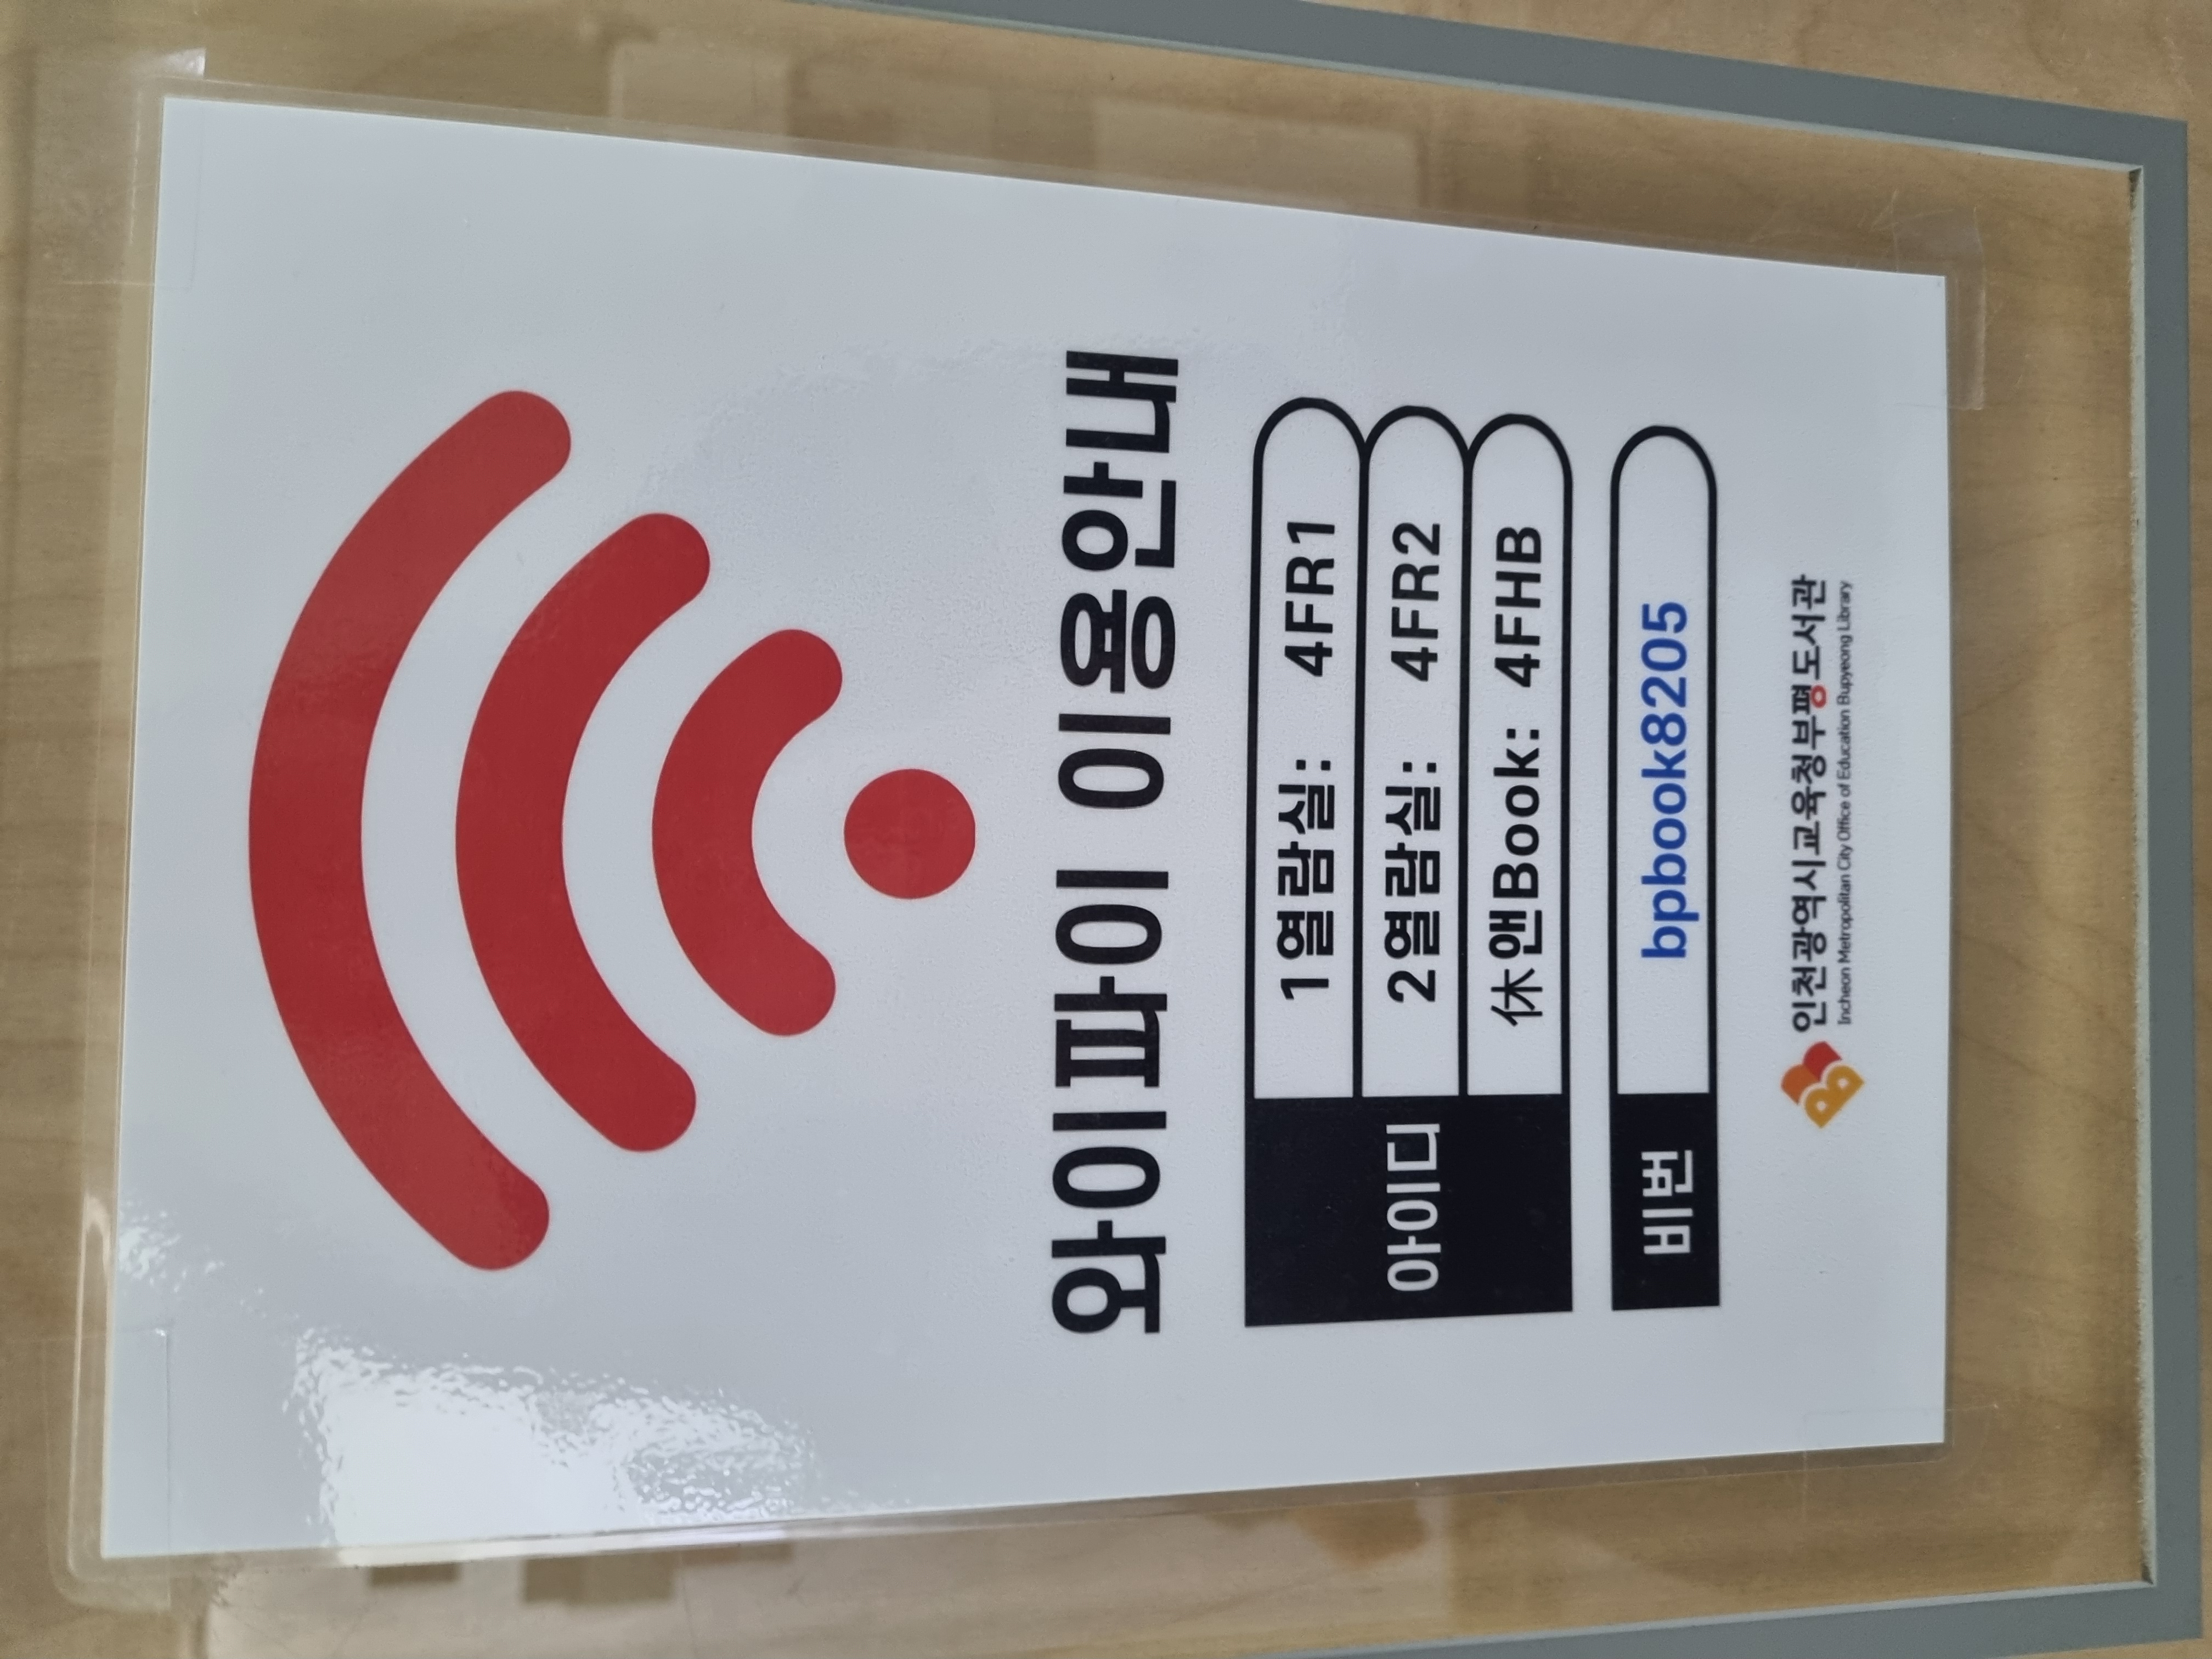 와이파이 이용안내
아이디
1열람실: 4FR1
2열람실: 4FR2
休앤Book: 4FHB
비번
bpbook8205
인천광역시교육청부평도서관
Incheon Metropolitan City Office of Education Bupyeong Library